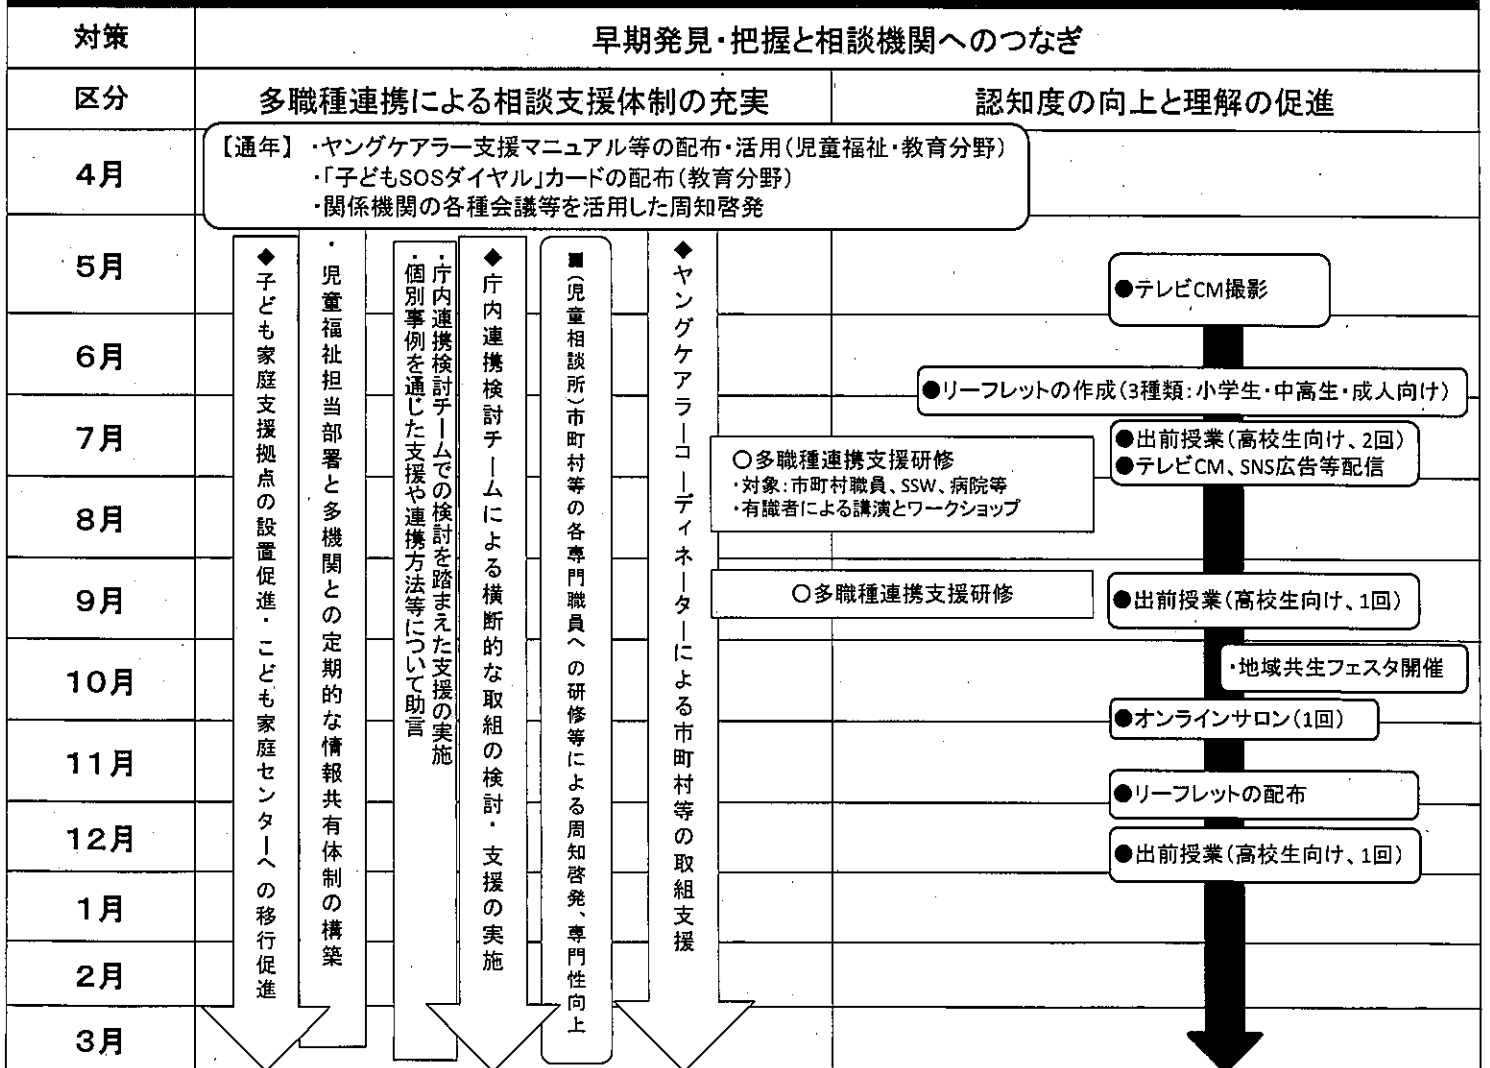 対策
早期発見・把握と相談機関へのつなぎ
区分
多職種連携による相談支援体制の充実
認知度の向上と理解の促進
4月
【通年】・ヤングケアラー支援マニュアル等の配布・活用(児童福祉・教育分野)
・「子どもSOSダイヤル」カードの配布(教育分野)
・関係機関の各種会議等を活用した周知啓発
◆子ども家庭支援拠点の設置促進・こども家庭センターへの移行促進
・児童福祉担当部署と多機関との定期的な情報共有体制の構築
・庁内連携検討チームでの検討を踏まえた支援の実施
・個別事例を通じた支援や連携方法等について助言
◆庁内連携検討チームによる横断的な取組の検討・支援の実施
■(児童相談所)市町村等の各専門職員への研修等による周知啓発、専門性向上
◆ヤングケアラーコーディネーターによる市町村等の取組支援
5月
●テレビCM撮影
6月
●リーフレットの作成(3種類:小学生・中高生・成人向け)
7月
●出前授業(高校生向け、2回)
●テレビCM、SNS広告等配信
〇多職種連携支援研修
・対象:市町村職員、SSW、病院等
・有識者による講演とワークショップ
8月
9月
〇多職種連携支援研修
●出前授業(高校生向け、1回)
10月
・地域共生フェスタ開催
●オンラインサロン(1回)
11月
●リーフレットの配布
12月
●出前授業(高校生向け、1回)
1月
2月
3月